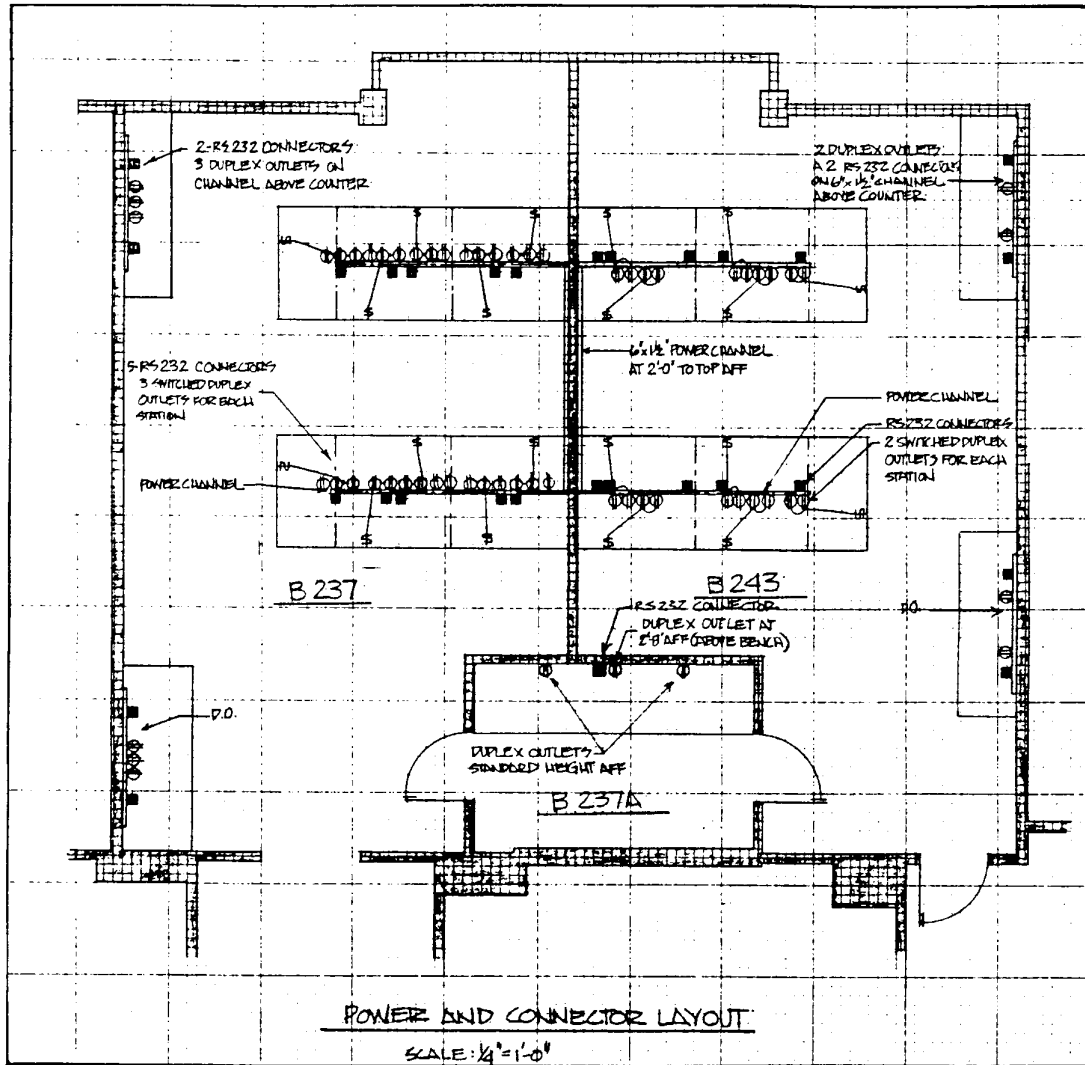 2-RS232 CONNECTORS
3 DUPLEX OUTLETS ON
CHANNEL ABOVE COUNTER
2 DUPLEX OUTLETS
& 2 RS232 CONNECTORS
ON 6"x1½" CHANNEL
ABOVE COUNTER
S
S
S
S
S
S
S
S
S
S
6"x1½" POWER CHANNEL
AT 2'-0" TO TOP AFF
5-RS232 CONNECTORS
3 SWITCHED DUPLEX
OUTLETS FOR EACH
STATION
POWER CHANNEL
POWER CHANNEL
RS232 CONNECTORS
2 SWITCHED DUPLEX
OUTLETS FOR EACH
STATION
S
S
S
S
S
S
S
S
S
S
B 237
B 243
RS232 CONNECTOR
DUPLEX OUTLET AT
2'8" AFF (ABOVE BENCH)
D.O.
D.O.
DUPLEX OUTLETS
STANDARD HEIGHT AFF
B 237A
POWER AND CONNECTOR LAYOUT
SCALE: ¼"=1'-0"